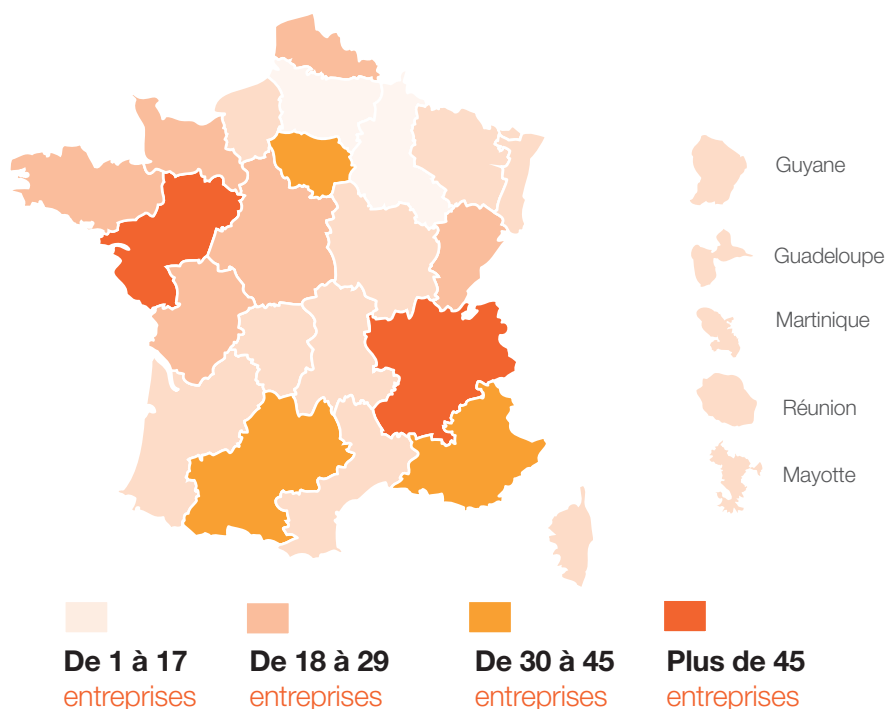 Guyane
Guadeloupe
Martinique
Réunion
Mayotte
De 1 à 17
entreprises
De 18 à 29
entreprises
De 30 à 45
entreprises
Plus de 45
entreprises